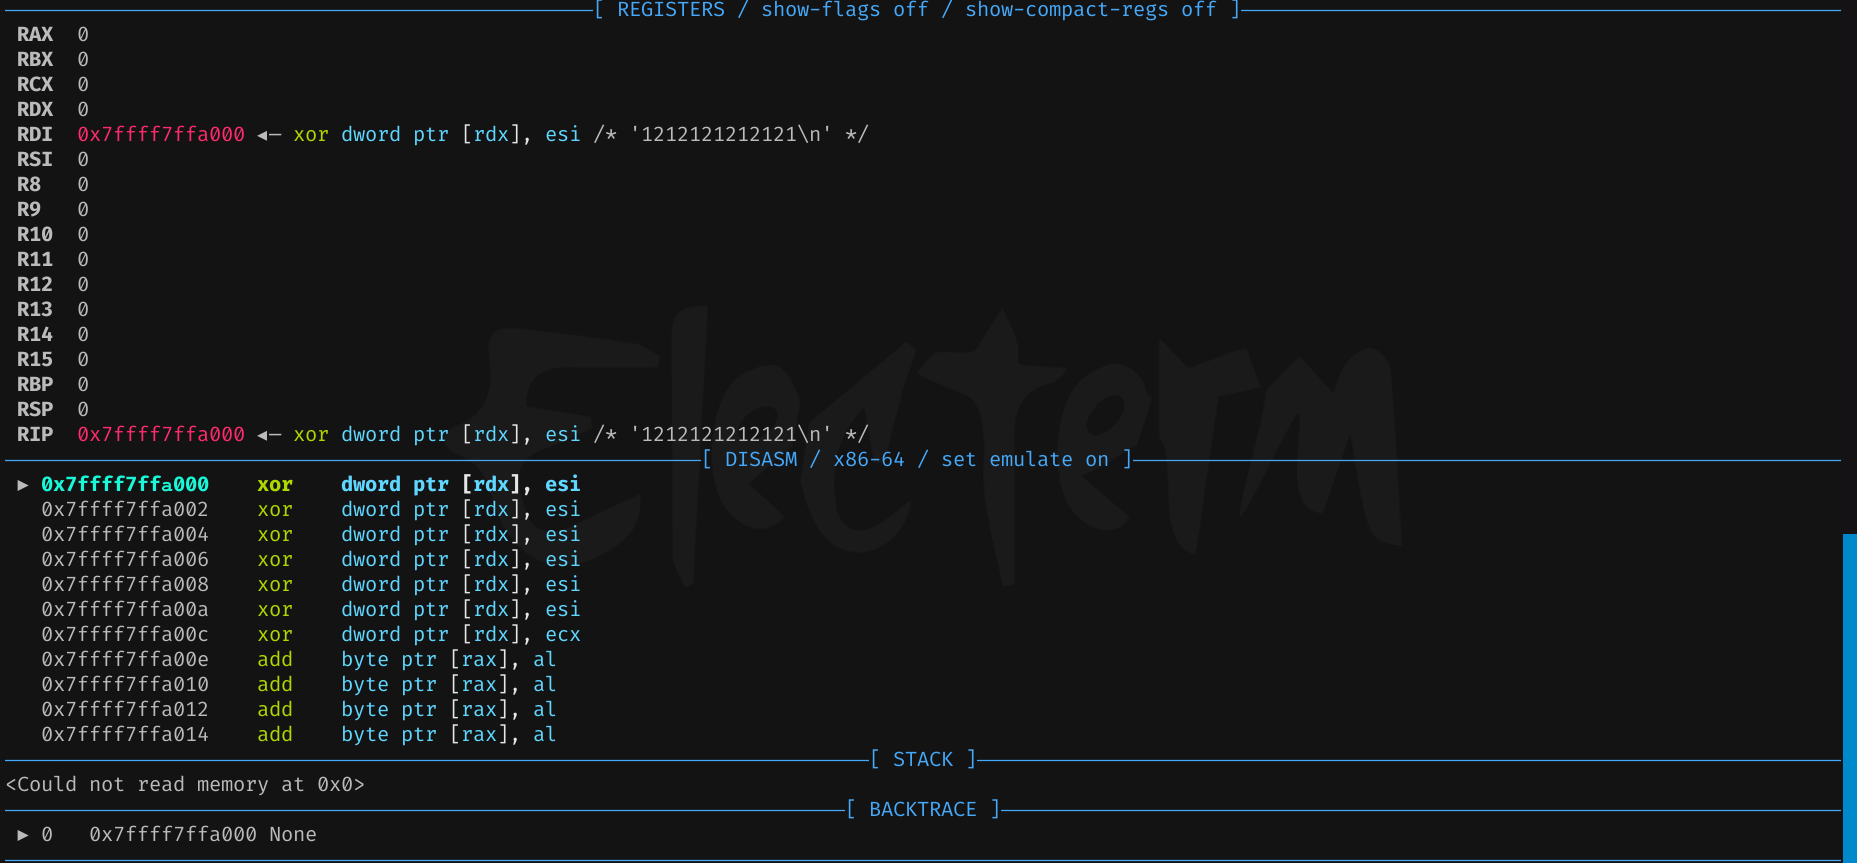 [ REGISTERS / show-flags off / show-compact-regs off ]
RAX 0
RBX 0
RCX 0
RDX 0
RDI 0x7ffff7ffa000 ◂— xor dword ptr [rdx], esi /* '1212121212121\n' */
RSI 0
R8 0
R9 0
R10 0
R11 0
R12 0
R13 0
R14 0
R15 0
RBP 0
RSP 0
RIP 0x7ffff7ffa000 ◂— xor dword ptr [rdx], esi /* '1212121212121\n' */
[ DISASM / x86-64 / set emulate on ]
► 0x7ffff7ffa000 xor dword ptr [rdx], esi
0x7ffff7ffa002 xor dword ptr [rdx], esi
0x7ffff7ffa004 xor dword ptr [rdx], esi
0x7ffff7ffa006 xor dword ptr [rdx], esi
0x7ffff7ffa008 xor dword ptr [rdx], esi
0x7ffff7ffa00a xor dword ptr [rdx], esi
0x7ffff7ffa00c xor dword ptr [rdx], ecx
0x7ffff7ffa00e add byte ptr [rax], al
0x7ffff7ffa010 add byte ptr [rax], al
0x7ffff7ffa012 add byte ptr [rax], al
0x7ffff7ffa014 add byte ptr [rax], al
[ STACK ]
<Could not read memory at 0x0>
[ BACKTRACE ]
► 0 0x7ffff7ffa000 None
Electerm